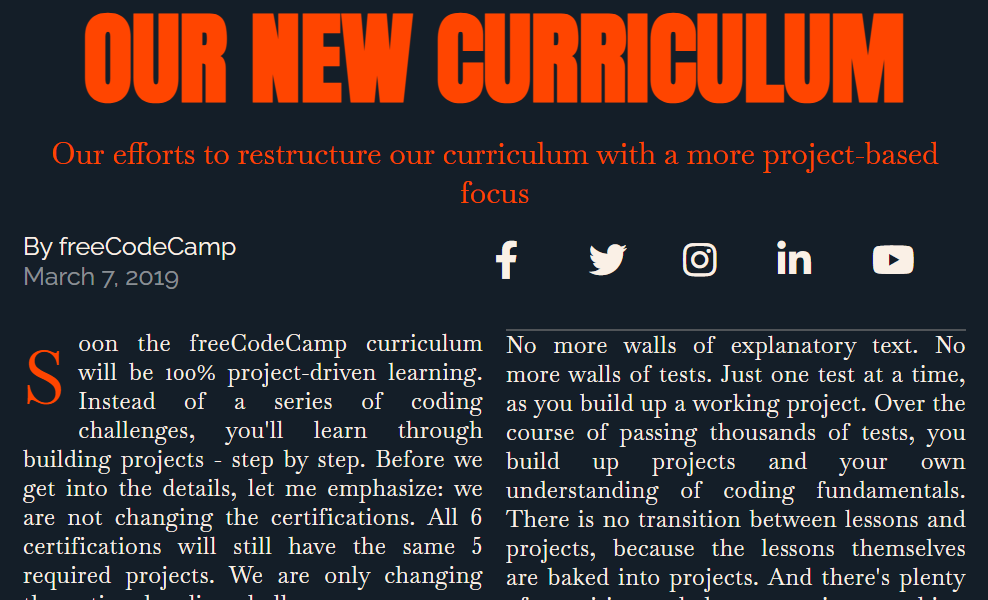 OUR NEW CURRICULUM
Our efforts to restructure our curriculum with a more project-based
focus
By freeCodeCamp
March 7, 2019
Soon the freeCodeCamp curriculum
will be 100% project-driven learning.
Instead of a series of coding
challenges, you'll learn through
building projects - step by step. Before we
get into the details, let me emphasize: we
are not changing the certifications. All 6
certifications will still have the same 5
required projects. We are only changing
No more walls of explanatory text. No
more walls of tests. Just one test at a time,
as you build up a working project. Over the
course of passing thousands of tests, you
build up projects and your own
understanding of coding fundamentals.
There is no transition between lessons and
projects, because the lessons themselves
are baked into projects. And there's plenty